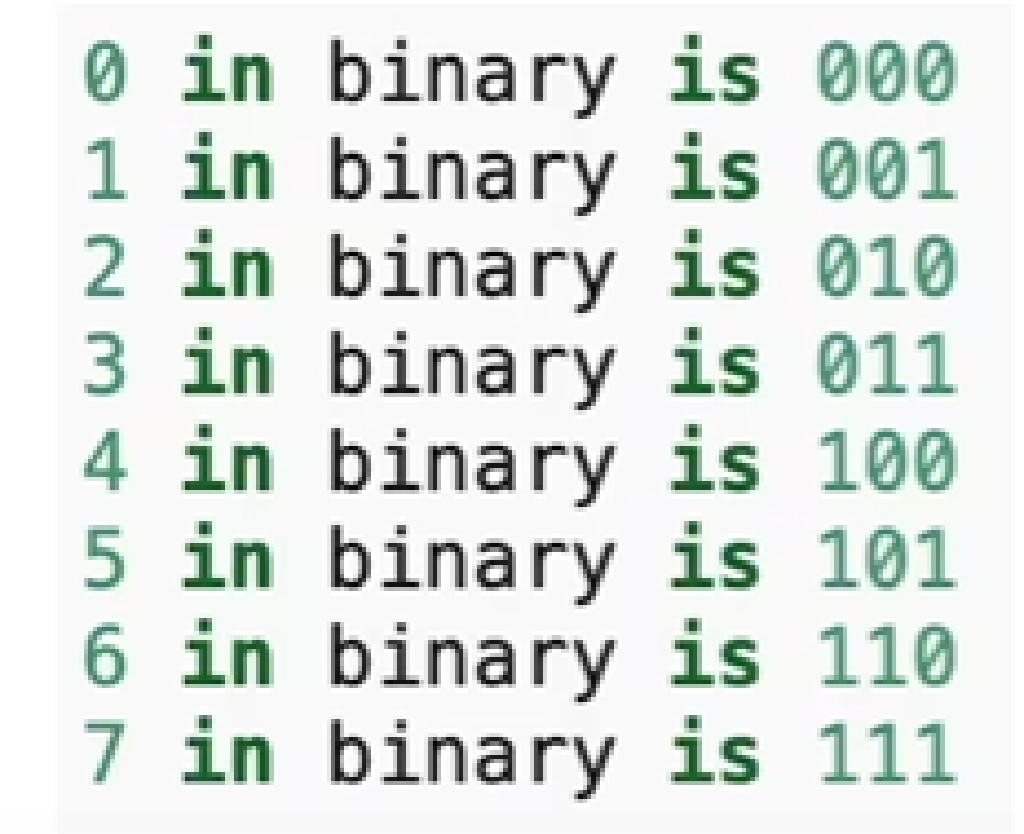 0 in binary is 000
1 in binary is 001
2 in binary is 010
3 in binary is 011
4 in binary is 100
5 in binary is 101
6 in binary is 110
7 in binary is 111